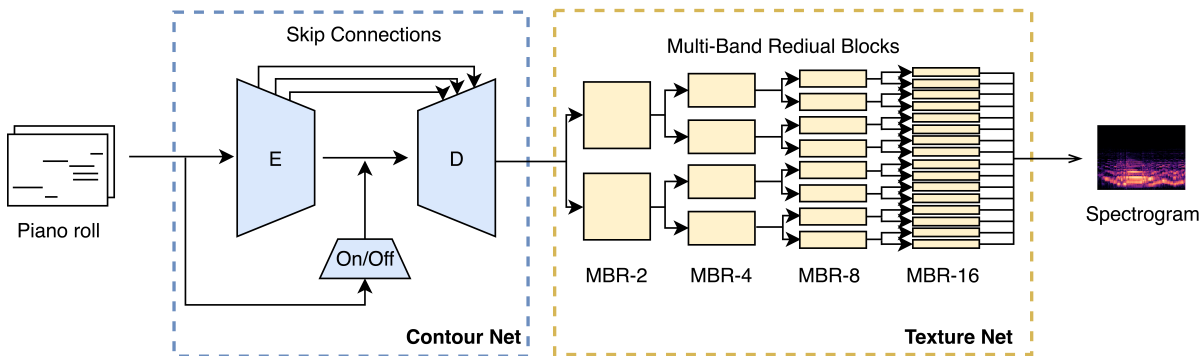 Skip Connections
Multi-Band Rediual Blocks
E
D
Piano roll
On/Off
Spectrogram
MBR-2
MBR-4
MBR-8
MBR-16
Contour Net
Texture Net